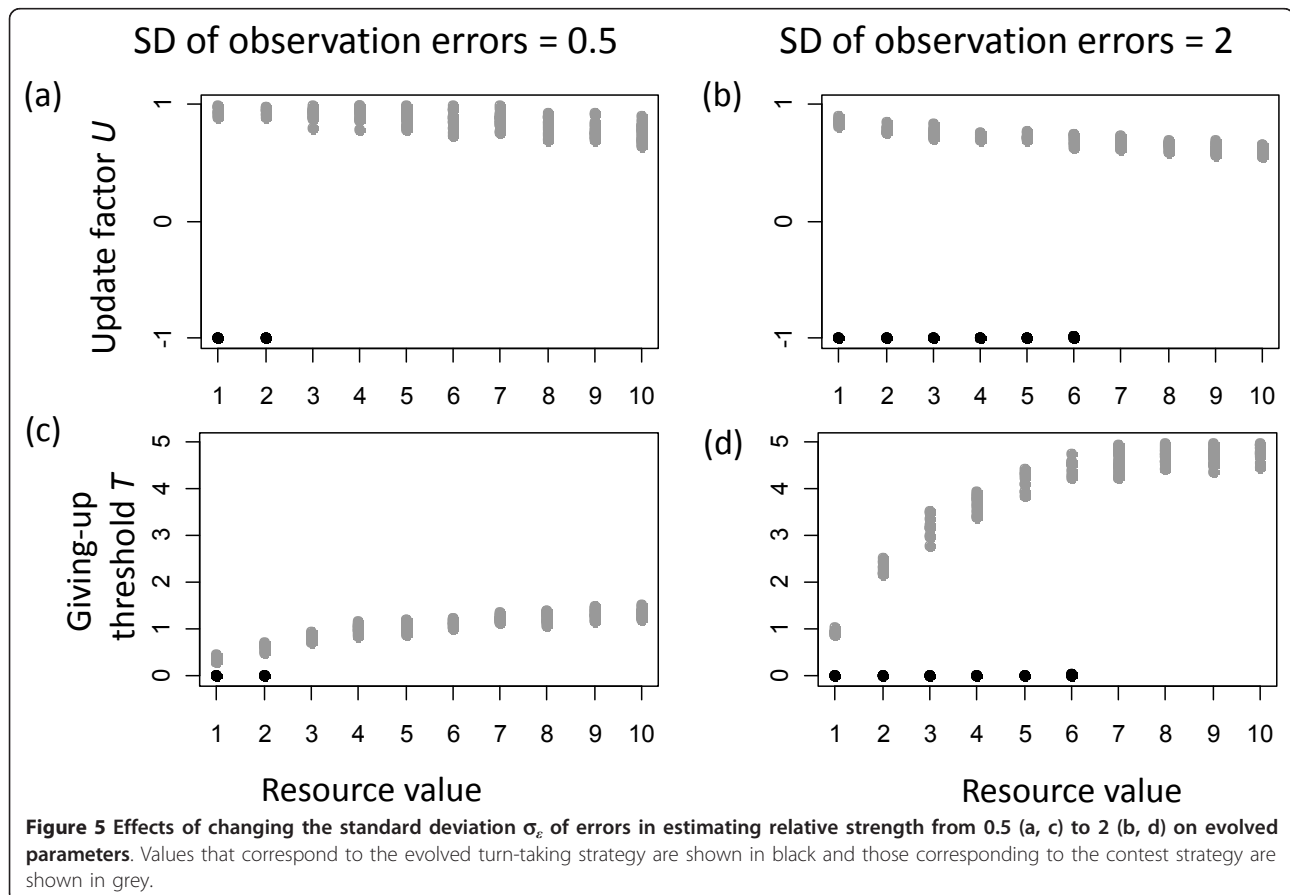 SD of observation errors = 0.5
SD of observation errors = 2
(a)
(b)
Update factor U
1
0
-1
1 2 3 4 5 6 7 8 9 10
1
0
-1
1 2 3 4 5 6 7 8 9 10
(c)
(d)
Giving-up
threshold T
5
4
3
2
1
0
1 2 3 4 5 6 7 8 9 10
5
4
3
2
1
0
1 2 3 4 5 6 7 8 9 10
Resource value
Resource value
Figure 5 Effects of changing the standard deviation σε of errors in estimating relative strength from 0.5 (a, c) to 2 (b, d) on evolved
parameters. Values that correspond to the evolved turn-taking strategy are shown in black and those corresponding to the contest strategy are
shown in grey.